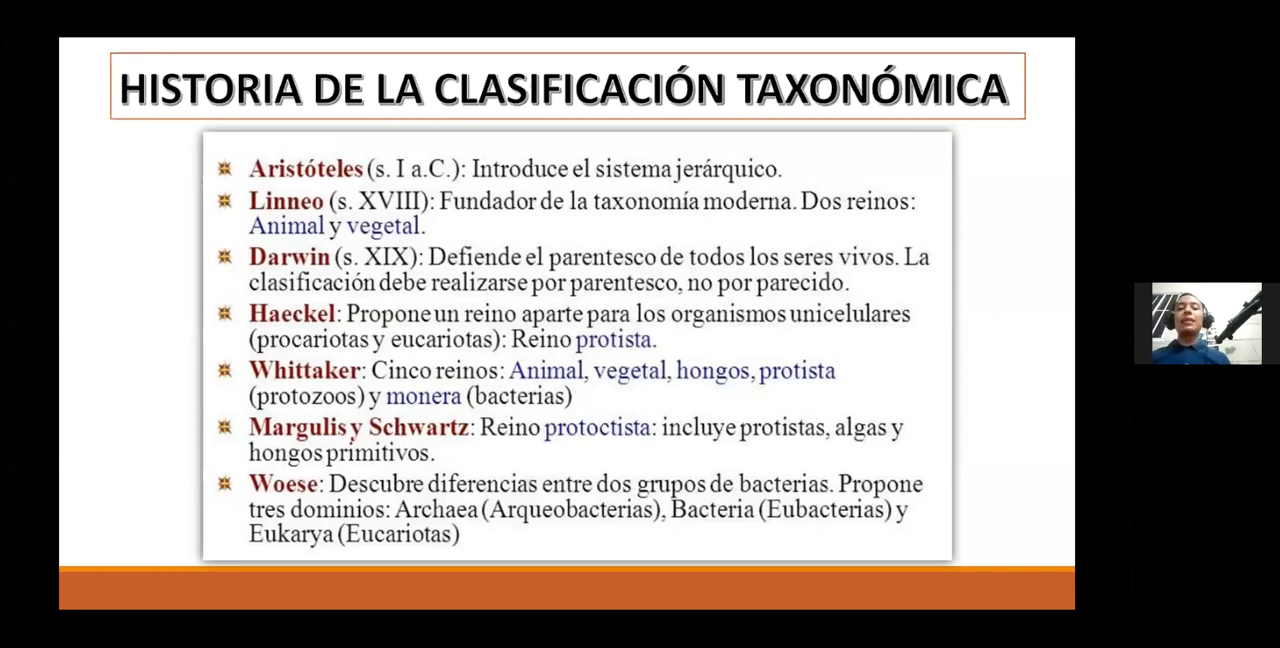 HISTORIA DE LA CLASIFICACIÓN TAXONÓMICA
Aristóteles (s. I a.C.): Introduce el sistema jerárquico.
Linneo (s. XVIII): Fundador de la taxonomía moderna. Dos reinos:
Animal y vegetal.
Darwin (s. XIX): Defiende el parentesco de todos los seres vivos. La
clasificación debe realizarse por parentesco, no por parecido.
Haeckel: Propone un reino aparte para los organismos unicelulares
(procariotas y eucariotas): Reino protista.
Whittaker: Cinco reinos: Animal, vegetal, hongos, protista
(protozoos) y monera (bacterias)
Margulis y Schwartz: Reino protoctista: incluye protistas, algas y
hongos primitivos.
Woese: Descubre diferencias entre dos grupos de bacterias. Propone
tres dominios: Archaea (Arqueobacterias), Bacteria (Eubacterias) y
Eukarya (Eucariotas)